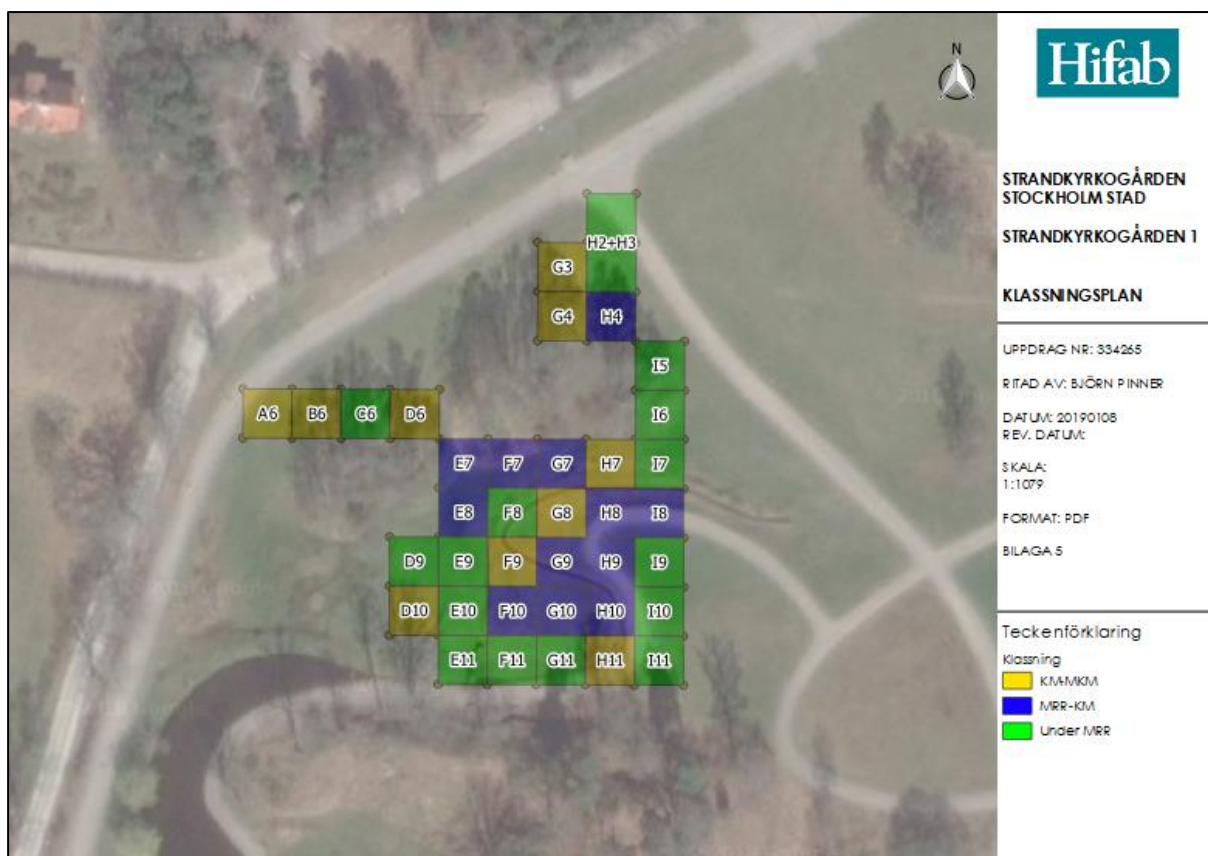 N
H2+H3
G3
G4 H4
I5
A6 B6 C6 D6 I6
E7 F7 G7 H7 I7
E8 F8 G8 H8 I8
D9 E9 F9 G9 H9 I9
D10 E10 F10 G10 H10 I10
E11 F11 G11 H11 I11
Hifab
STRANDKYRKOGÅRDEN
STOCKHOLM STAD
STRANDKYRKOGÅRDEN 1
KLASSNINGSPLAN
UPPDRAG NR: 334265
RITAD AV: BJÖRN PINNER
DATUM: 20190108
REV. DATUM:
SKALA:
1:1079
FORMAT: PDF
BILAGA 5
Teckenförklaring
Klassning
KM-MKM
MRR-KM
Under MRR